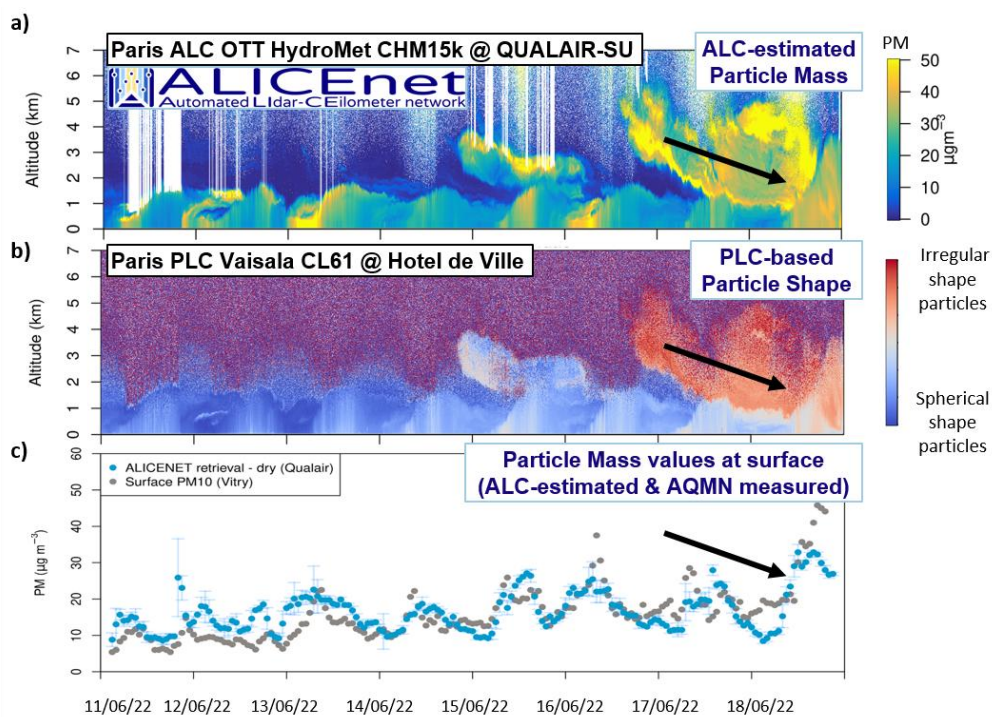 a)
Paris ALC OTT HydroMet CHM15k @ QUALAIR-SU
ALICEnet
Automated LIdar-CEilometer network
ALC-estimated
Particle Mass
PM
50
40
30
20
10
0
µgm⁻³
Altitude (km)
7
6
5
4
3
2
1
0
b)
Paris PLC Vaisala CL61 @ Hotel de Ville
PLC-based
Particle Shape
Irregular
shape
particles
Spherical
shape
particles
Altitude (km)
7
6
5
4
3
2
1
0
c)
ALICENET retrieval - dry (Qualair)
Surface PM10 (Vitry)
Particle Mass values at surface
(ALC-estimated & AQMN measured)
PM (µg m⁻³)
60
50
40
30
20
10
0
11/06/22 12/06/22 13/06/22 14/06/22 15/06/22 16/06/22 17/06/22 18/06/22